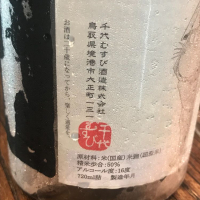 お酒は二十歳になってから。
千代むすび酒造株式会社
鳥取県境港市大正町一三一
千代むすび
原材料:米(国産)米麹(国産米)
精米歩合:60%
アルコール度:16度
720ml詰 製造年月